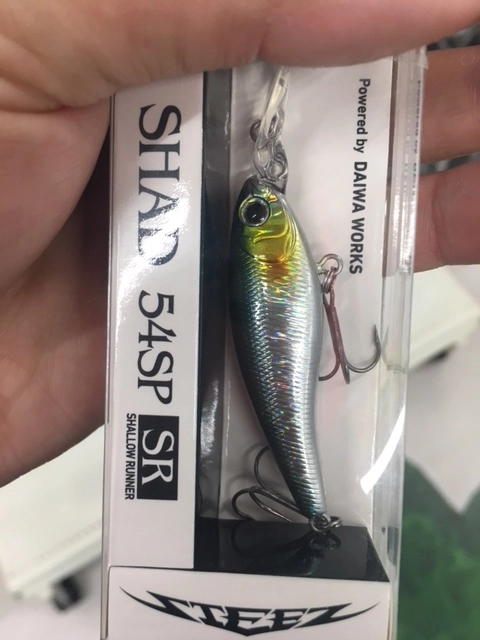 Powered by DAIWA WORKS
SHAD 54SP SR
SHALLOW RUNNER
STEEZ